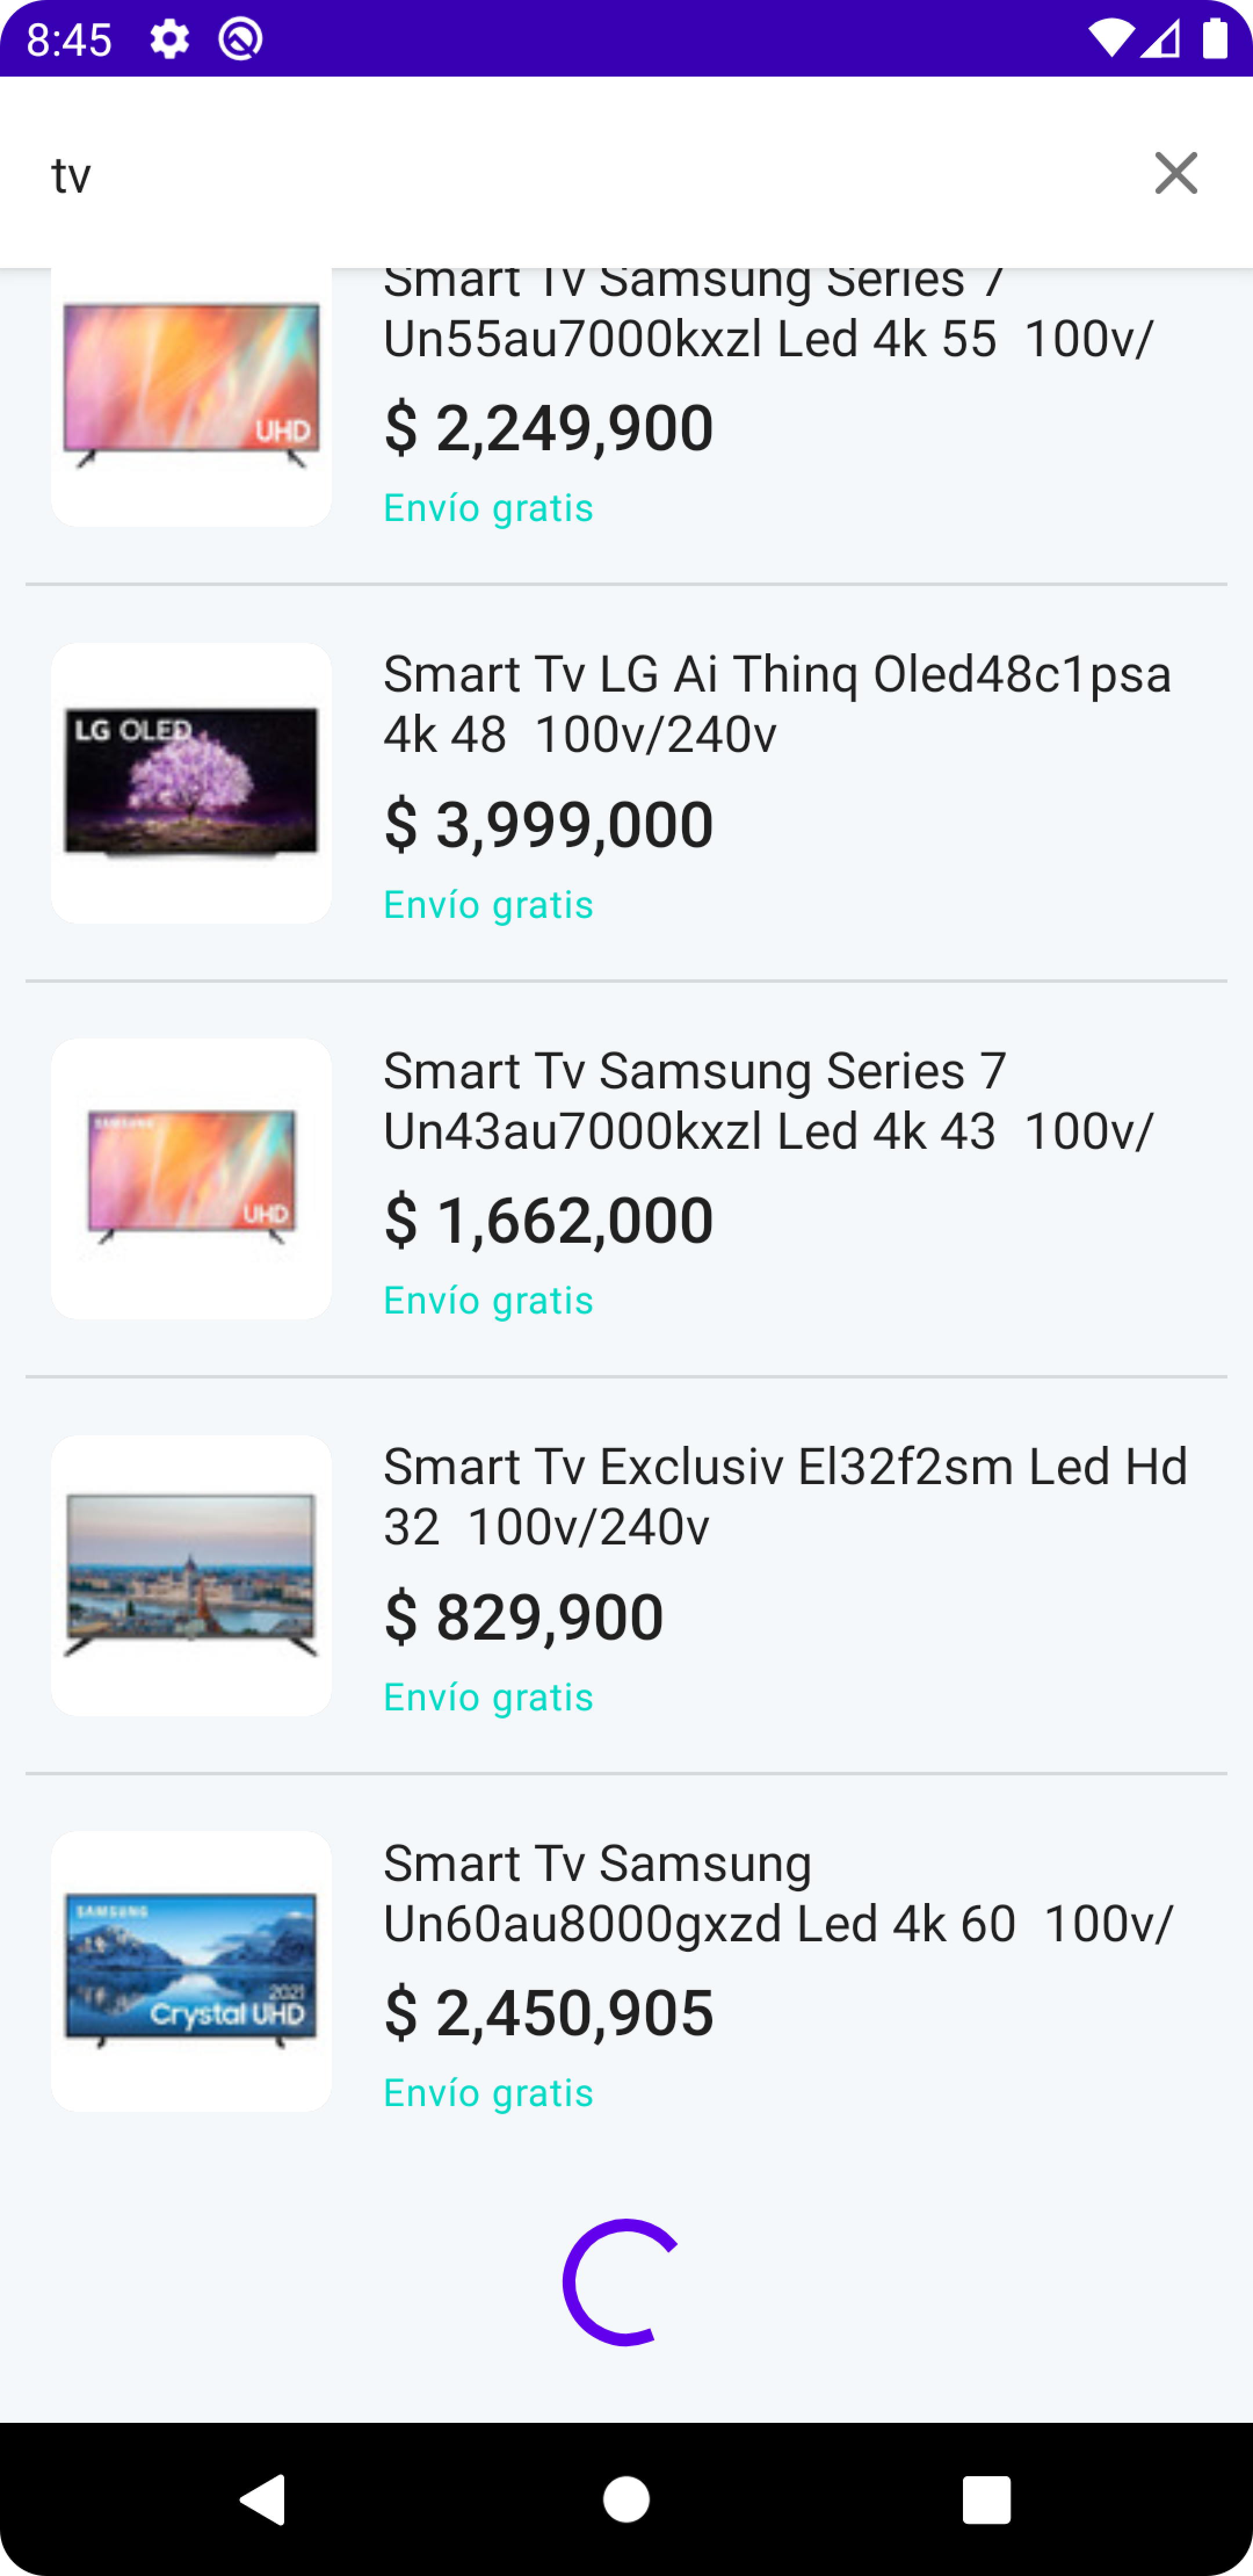 8:45
tv
Smart Tv Samsung Series 7
Un55au7000kxzl Led 4k 55  100v/
$ 2,249,900
Envío gratis
UHD
Smart Tv LG Ai Thinq Oled48c1psa
4k 48  100v/240v
$ 3,999,000
Envío gratis
LG OLED
Smart Tv Samsung Series 7
Un43au7000kxzl Led 4k 43  100v/
$ 1,662,000
Envío gratis
SAMSUNG
UHD
Smart Tv Exclusiv El32f2sm Led Hd
32  100v/240v
$ 829,900
Envío gratis
Smart Tv Samsung
Un60au8000gxzd Led 4k 60  100v/
$ 2,450,905
Envío gratis
SAMSUNG
2021
Crystal UHD